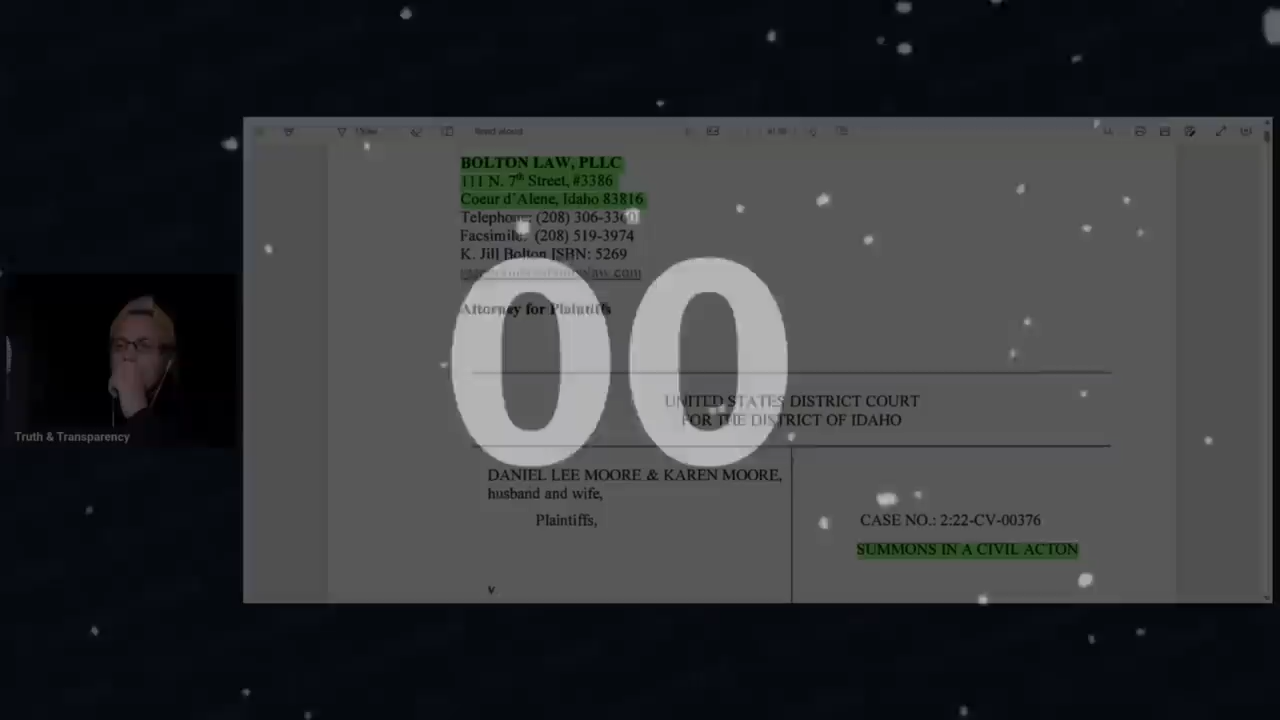 Read aloud
BOLTON LAW, PLLC
111 N. 7th Street, #3386
Coeur d'Alene, Idaho 83816
Telephone: (208) 306-3360
Facsimile: (208) 519-3974
K. Jill Bolton ISBN: 5269
Attorney for Plaintiffs
00
UNITED STATES DISTRICT COURT
FOR THE DISTRICT OF IDAHO
Truth & Transparency
DANIEL LEE MOORE & KAREN MOORE,
husband and wife,
Plaintiffs,
CASE NO.: 2:22-CV-00376
SUMMONS IN A CIVIL ACTON
v.